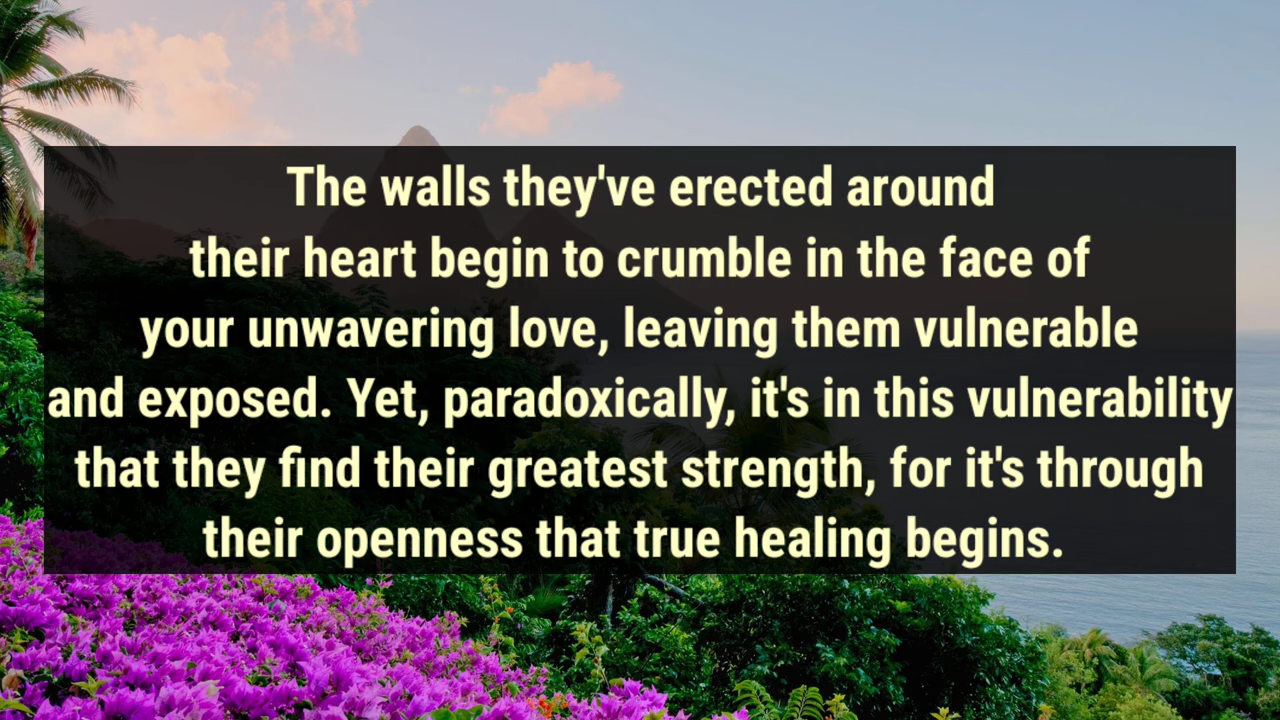 The walls they've erected around
their heart begin to crumble in the face of
your unwavering love, leaving them vulnerable
and exposed. Yet, paradoxically, it's in this vulnerability
that they find their greatest strength, for it's through
their openness that true healing begins.